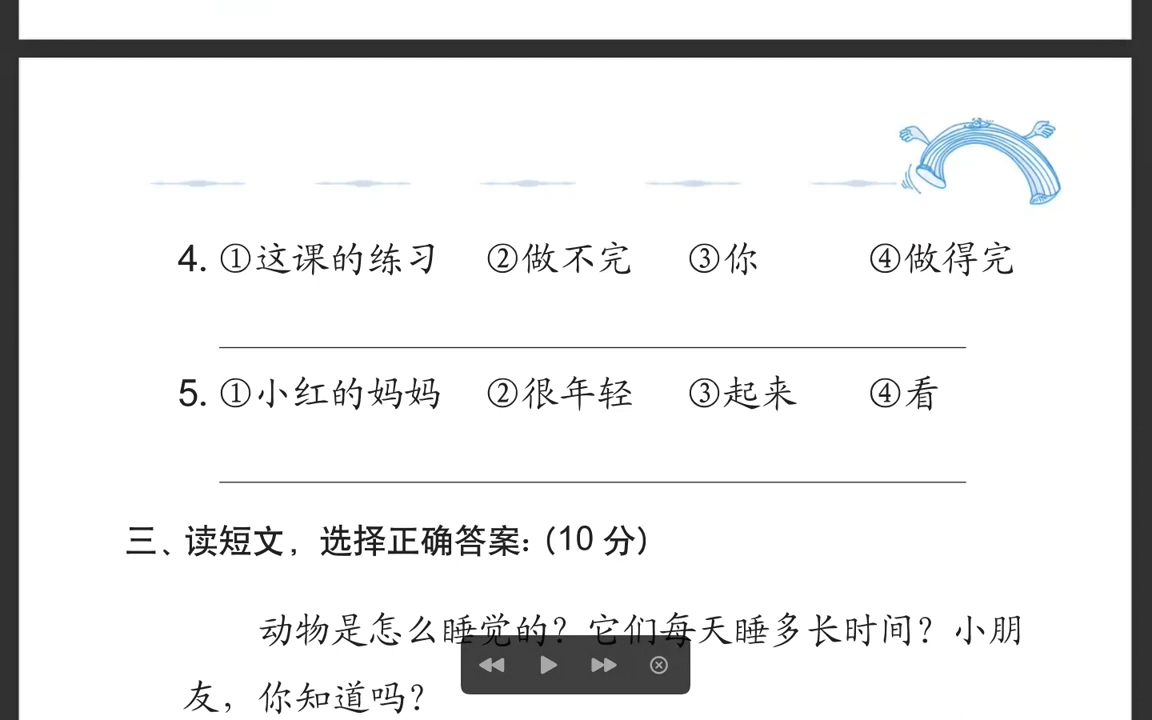 4. ①这课的练习 ②做不完 ③你 ④做得完
5. ①小红的妈妈 ②很年轻 ③起来 ④看
三、读短文，选择正确答案：(10 分)
动物是怎么睡觉的？它们每天睡多长时间？小朋
友，你知道吗？